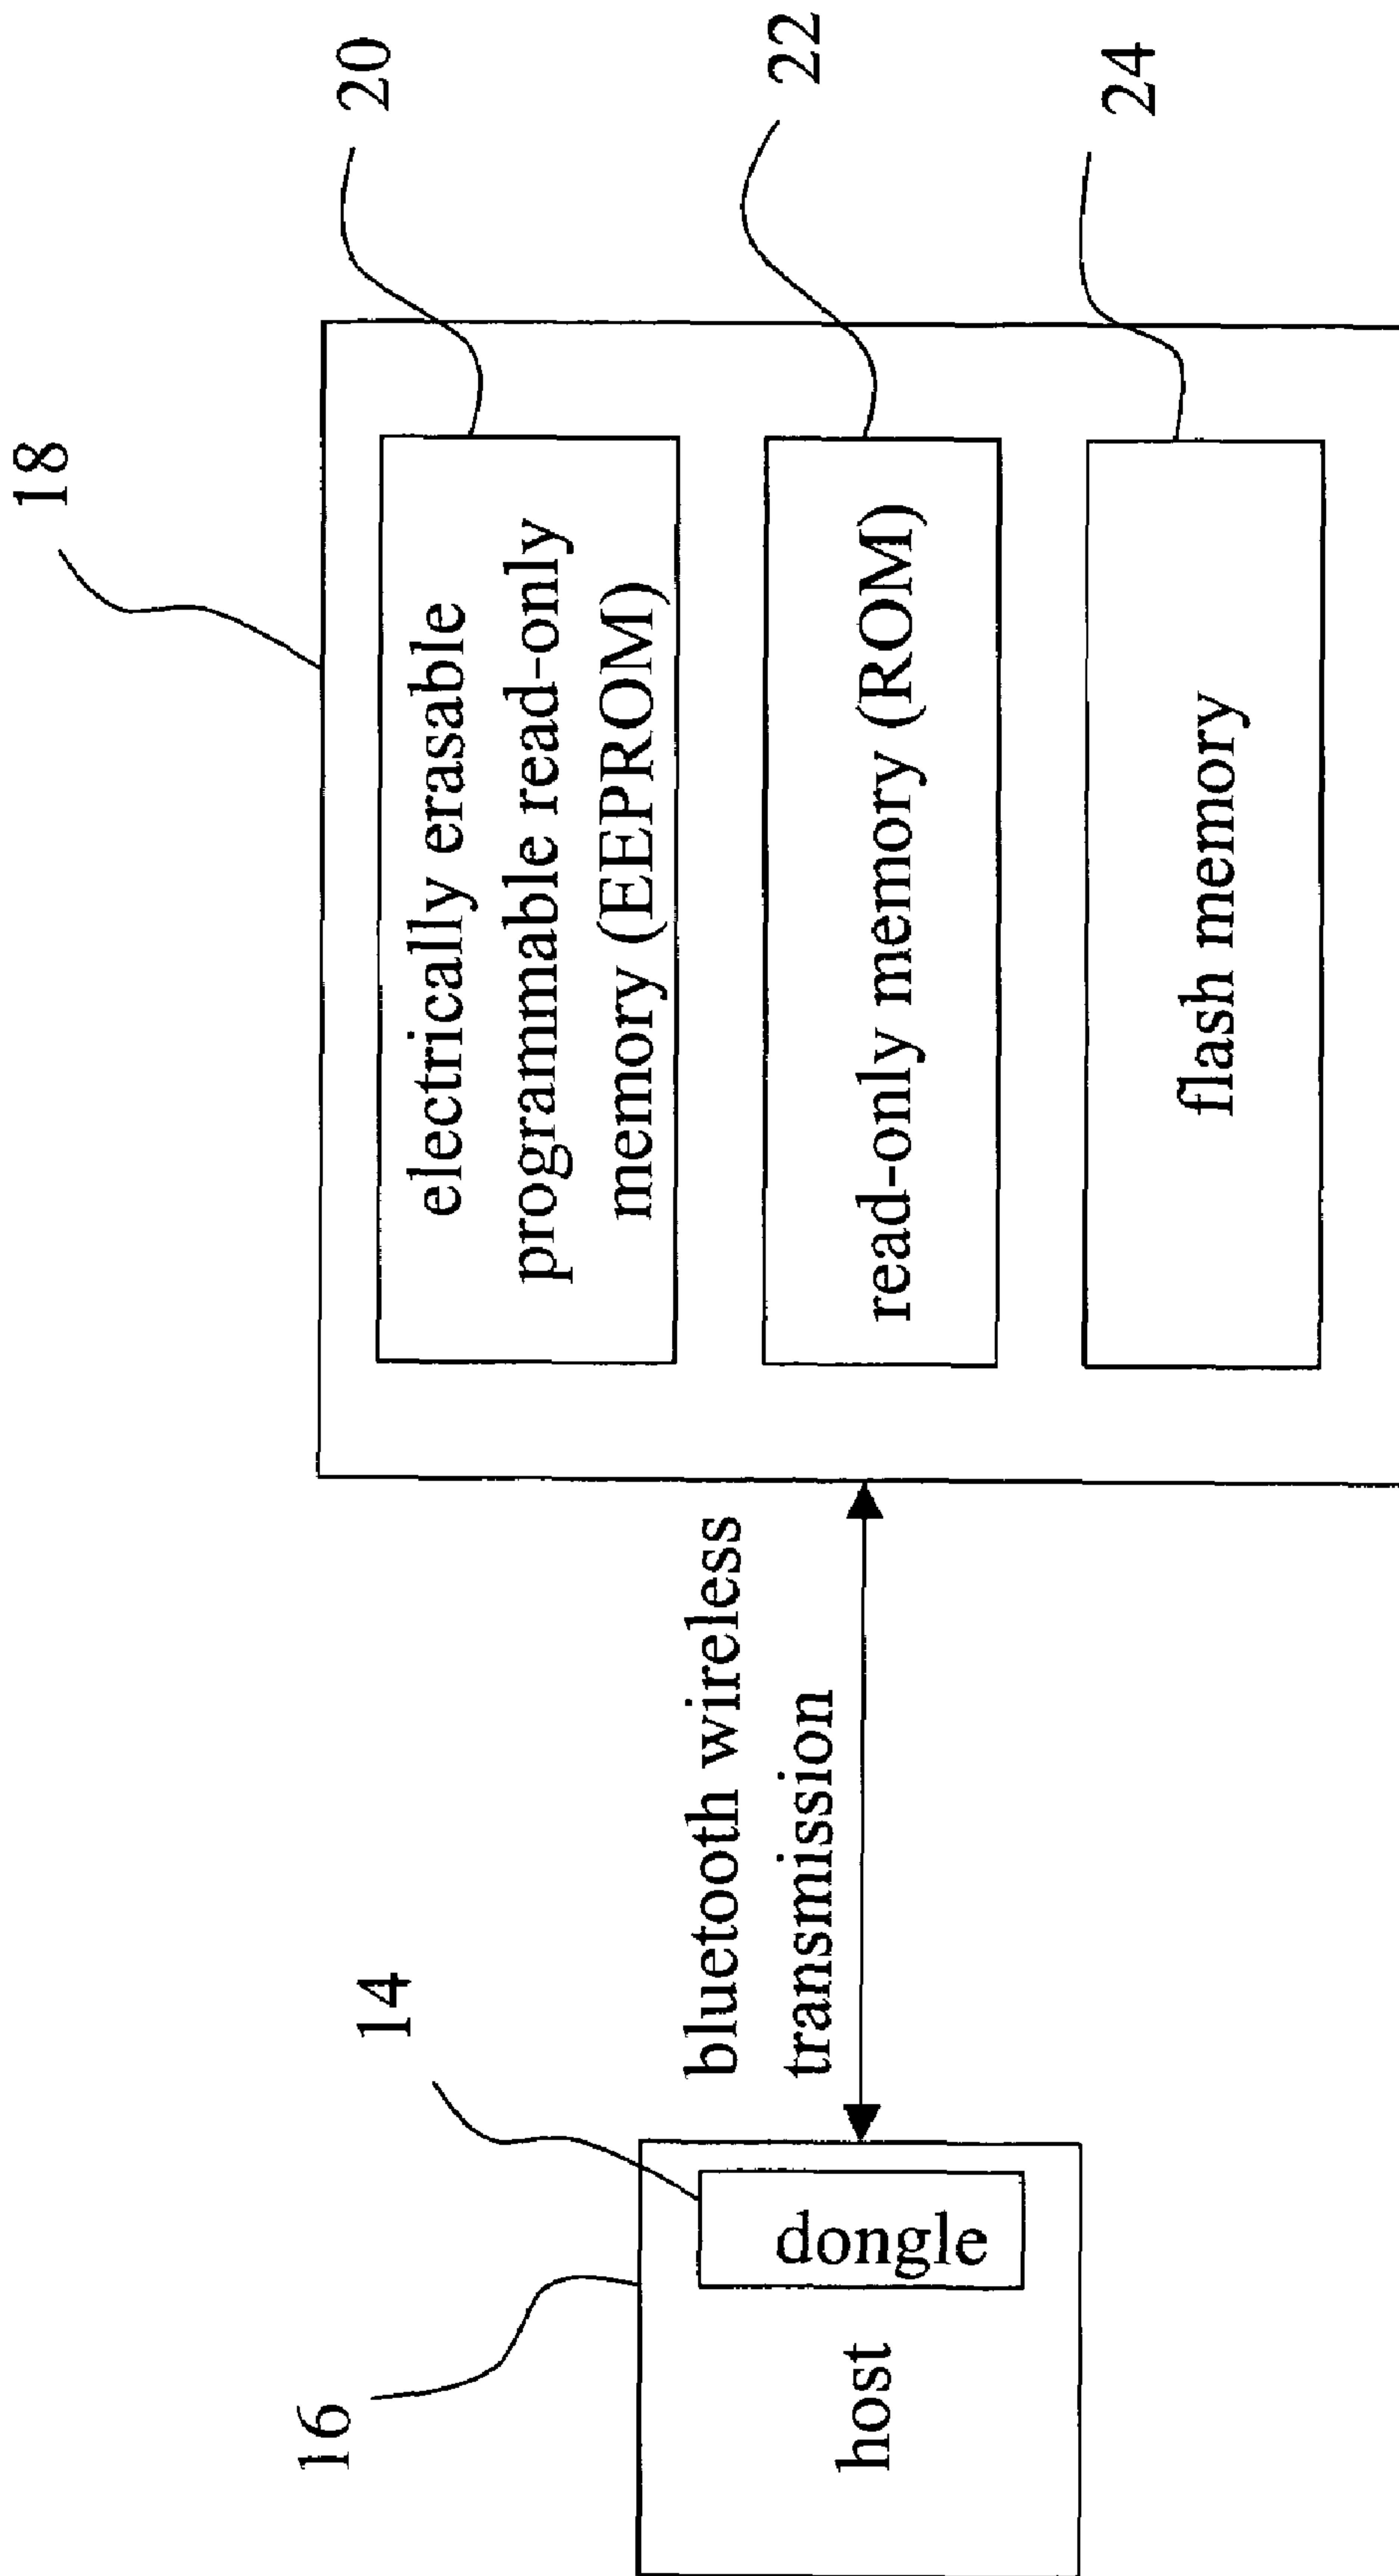 18
20
electrically erasable
programmable read-only
memory (EEPROM)
22
read-only memory (ROM)
24
flash memory
bluetooth wireless
transmission
14
dongle
16
host